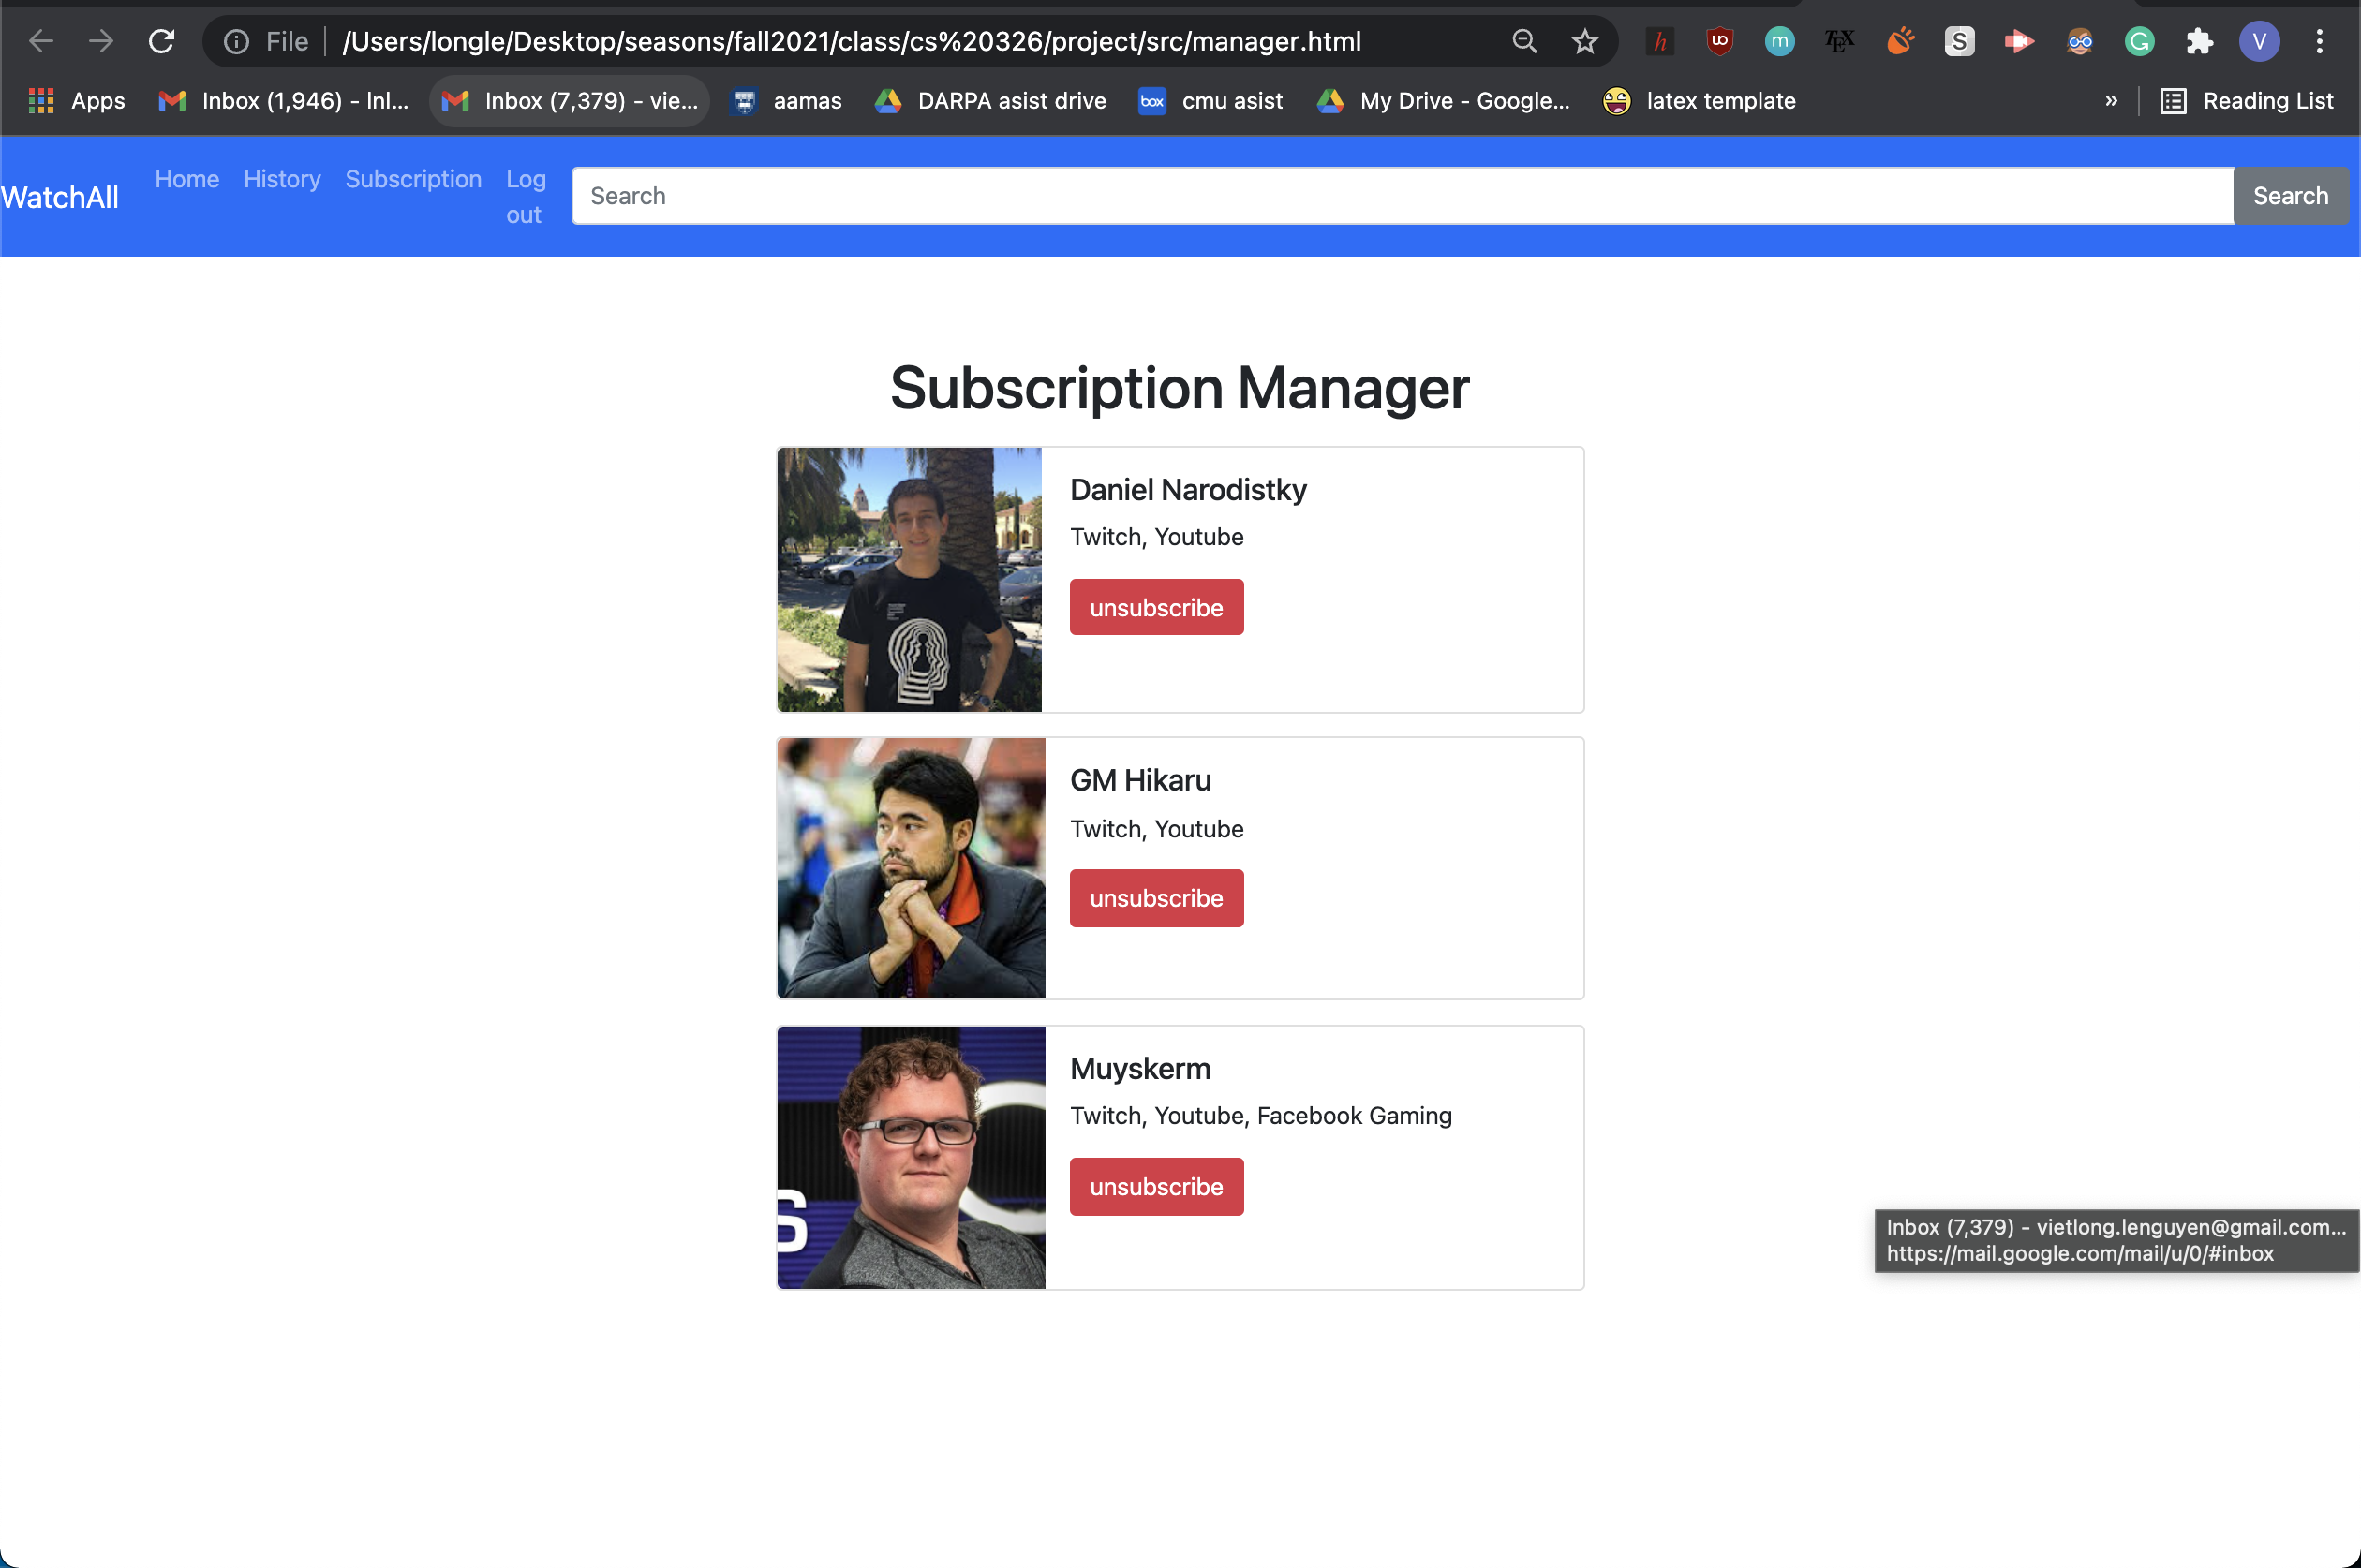 File | /Users/longle/Desktop/seasons/fall2021/class/cs%20326/project/src/manager.html
Apps Inbox (1,946) - lnl... Inbox (7,379) - vie... aamas DARPA asist drive box cmu asist My Drive - Google... latex template » Reading List
WatchAll Home History Subscription Log out Search Search
Subscription Manager
Daniel Narodistky
Twitch, Youtube
unsubscribe
GM Hikaru
Twitch, Youtube
unsubscribe
Muyskerm
Twitch, Youtube, Facebook Gaming
unsubscribe
Inbox (7,379) - vietlong.lenguyen@gmail.com...
https://mail.google.com/mail/u/0/#inbox